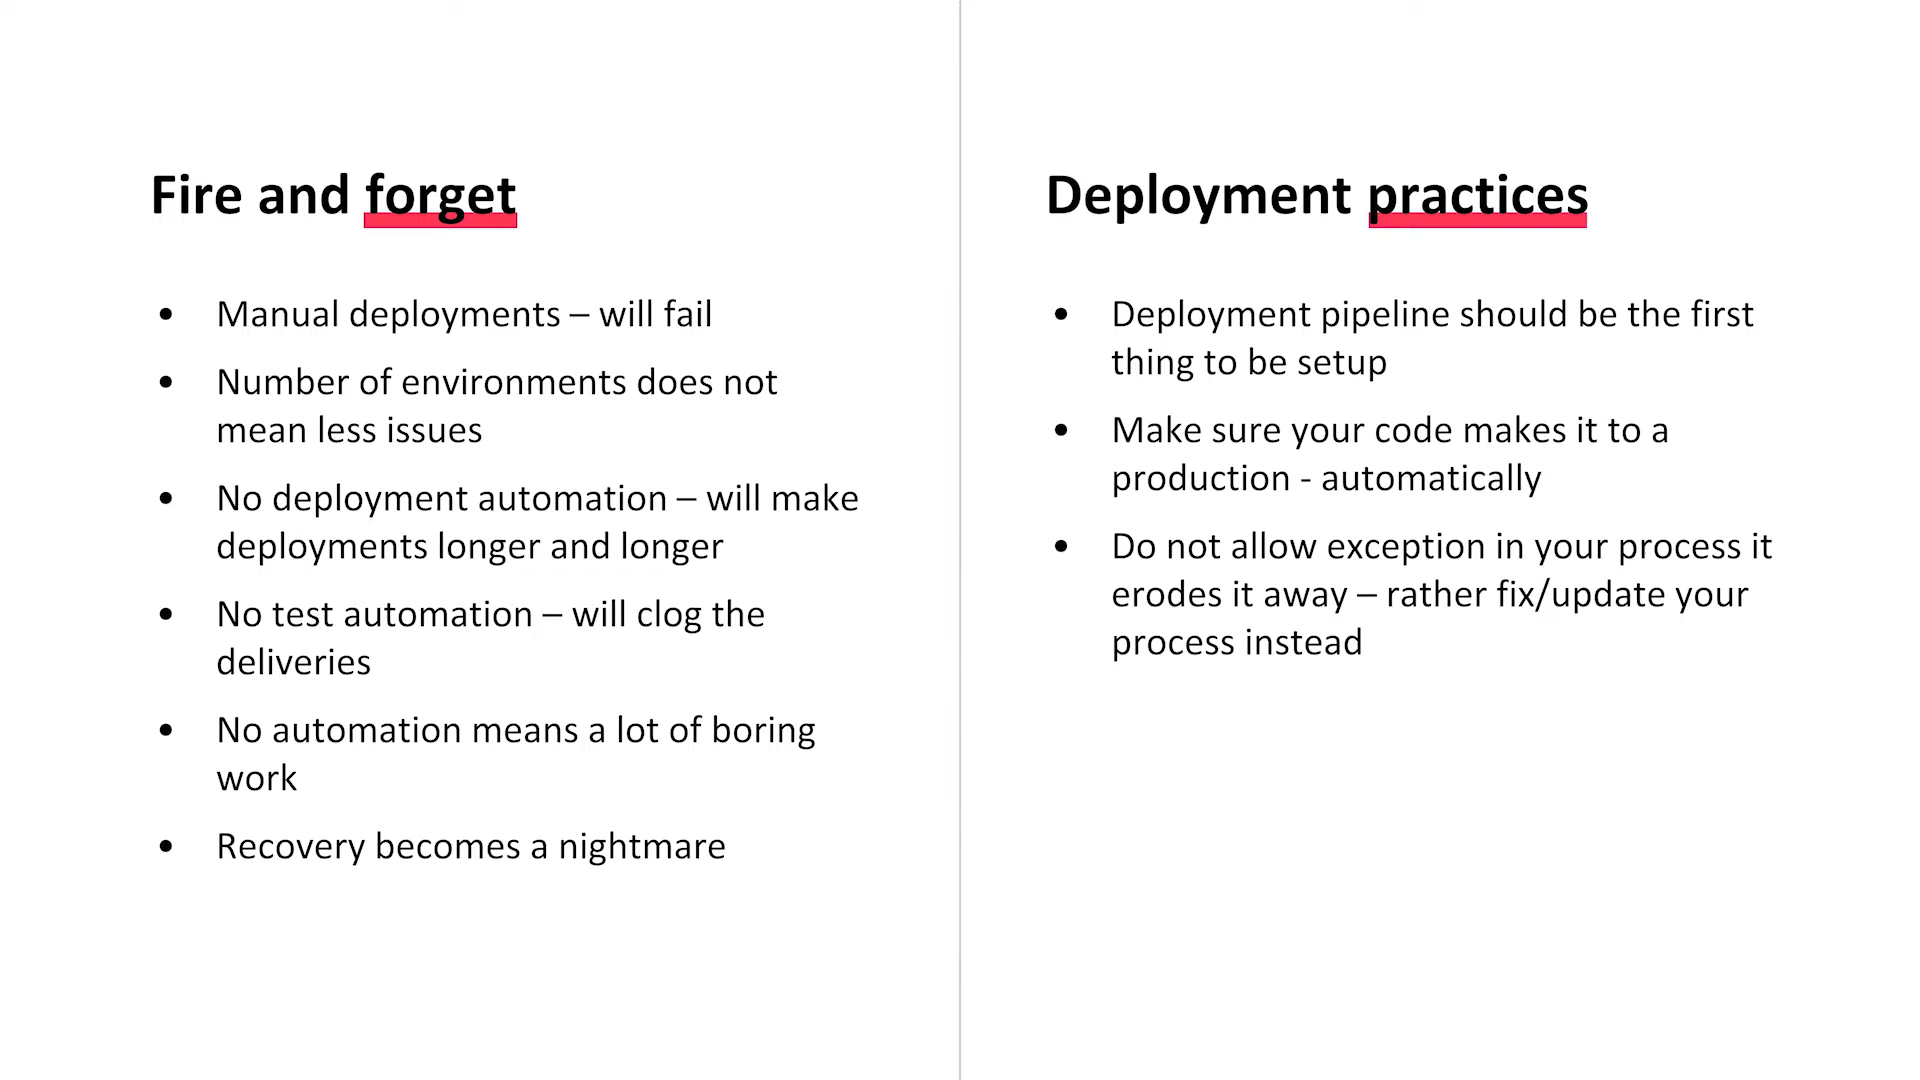 Fire and forget
• Manual deployments – will fail
• Number of environments does not
mean less issues
• No deployment automation – will make
deployments longer and longer
• No test automation – will clog the
deliveries
• No automation means a lot of boring
work
• Recovery becomes a nightmare
Deployment practices
• Deployment pipeline should be the first
thing to be setup
• Make sure your code makes it to a
production - automatically
• Do not allow exception in your process it
erodes it away – rather fix/update your
process instead